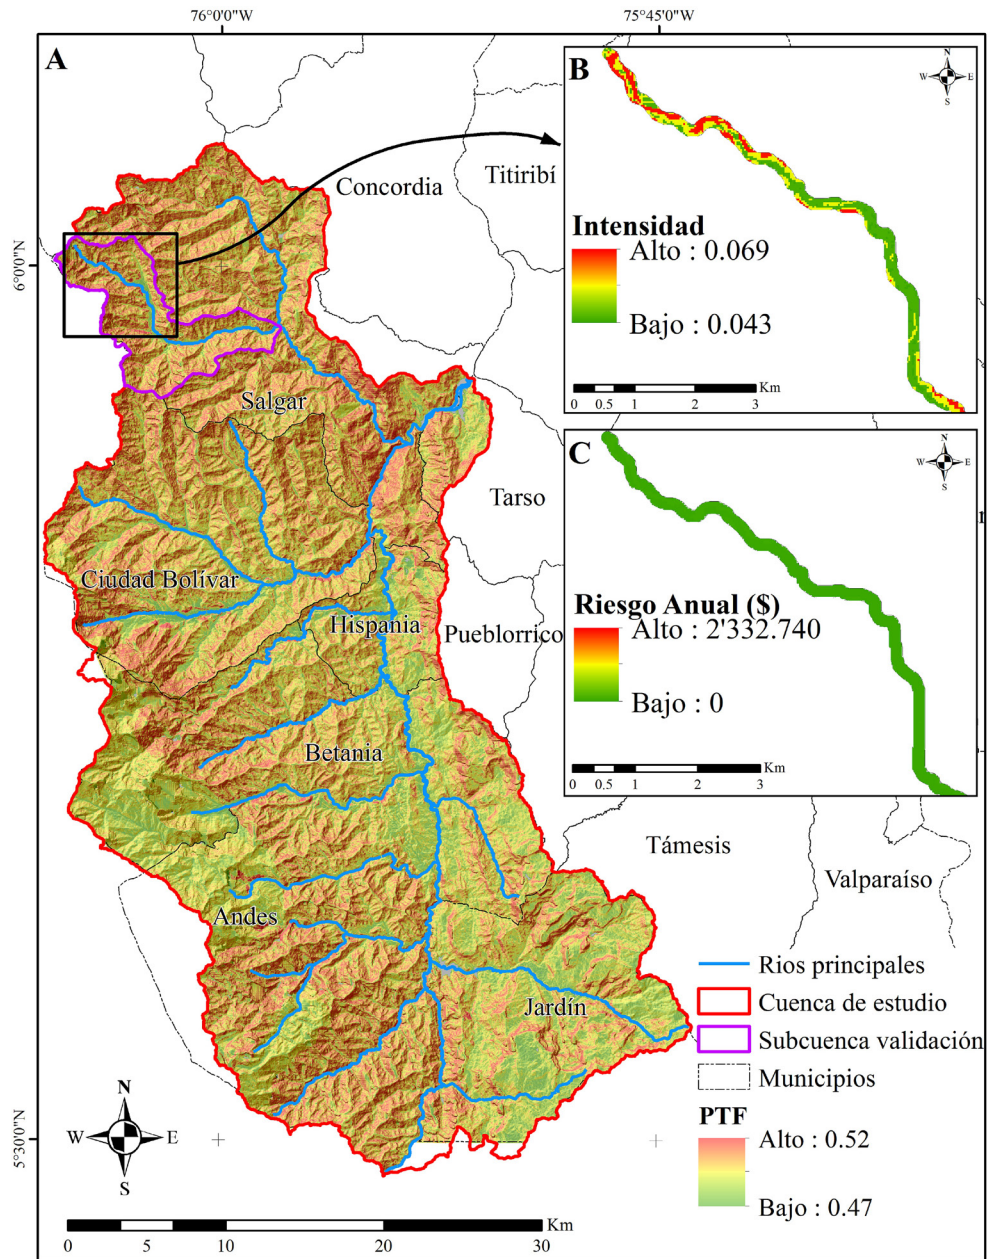 76°0'0"W
75°45'0"W
A
B
N
W
E
S
Concordia
Titiribí
6°0'0"N
Intensidad
Alto : 0.069
Bajo : 0.043
Km
0 0.5 1 2 3
Salgar
C
N
W
E
S
Tarso
Ciudad Bolívar
Riesgo Anual ($)
Alto : 2'332.740
Hispania
Pueblorrico
Bajo : 0
Betania
Km
0 0.5 1 2 3
Támesis
Valparaíso
Andes
Rios principales
Jardín
Cuenca de estudio
Subcuenca validación
Municipios
N
W
E
S
5°30'0"N
PTF
Alto : 0.52
Bajo : 0.47
Km
0 5 10 20 30